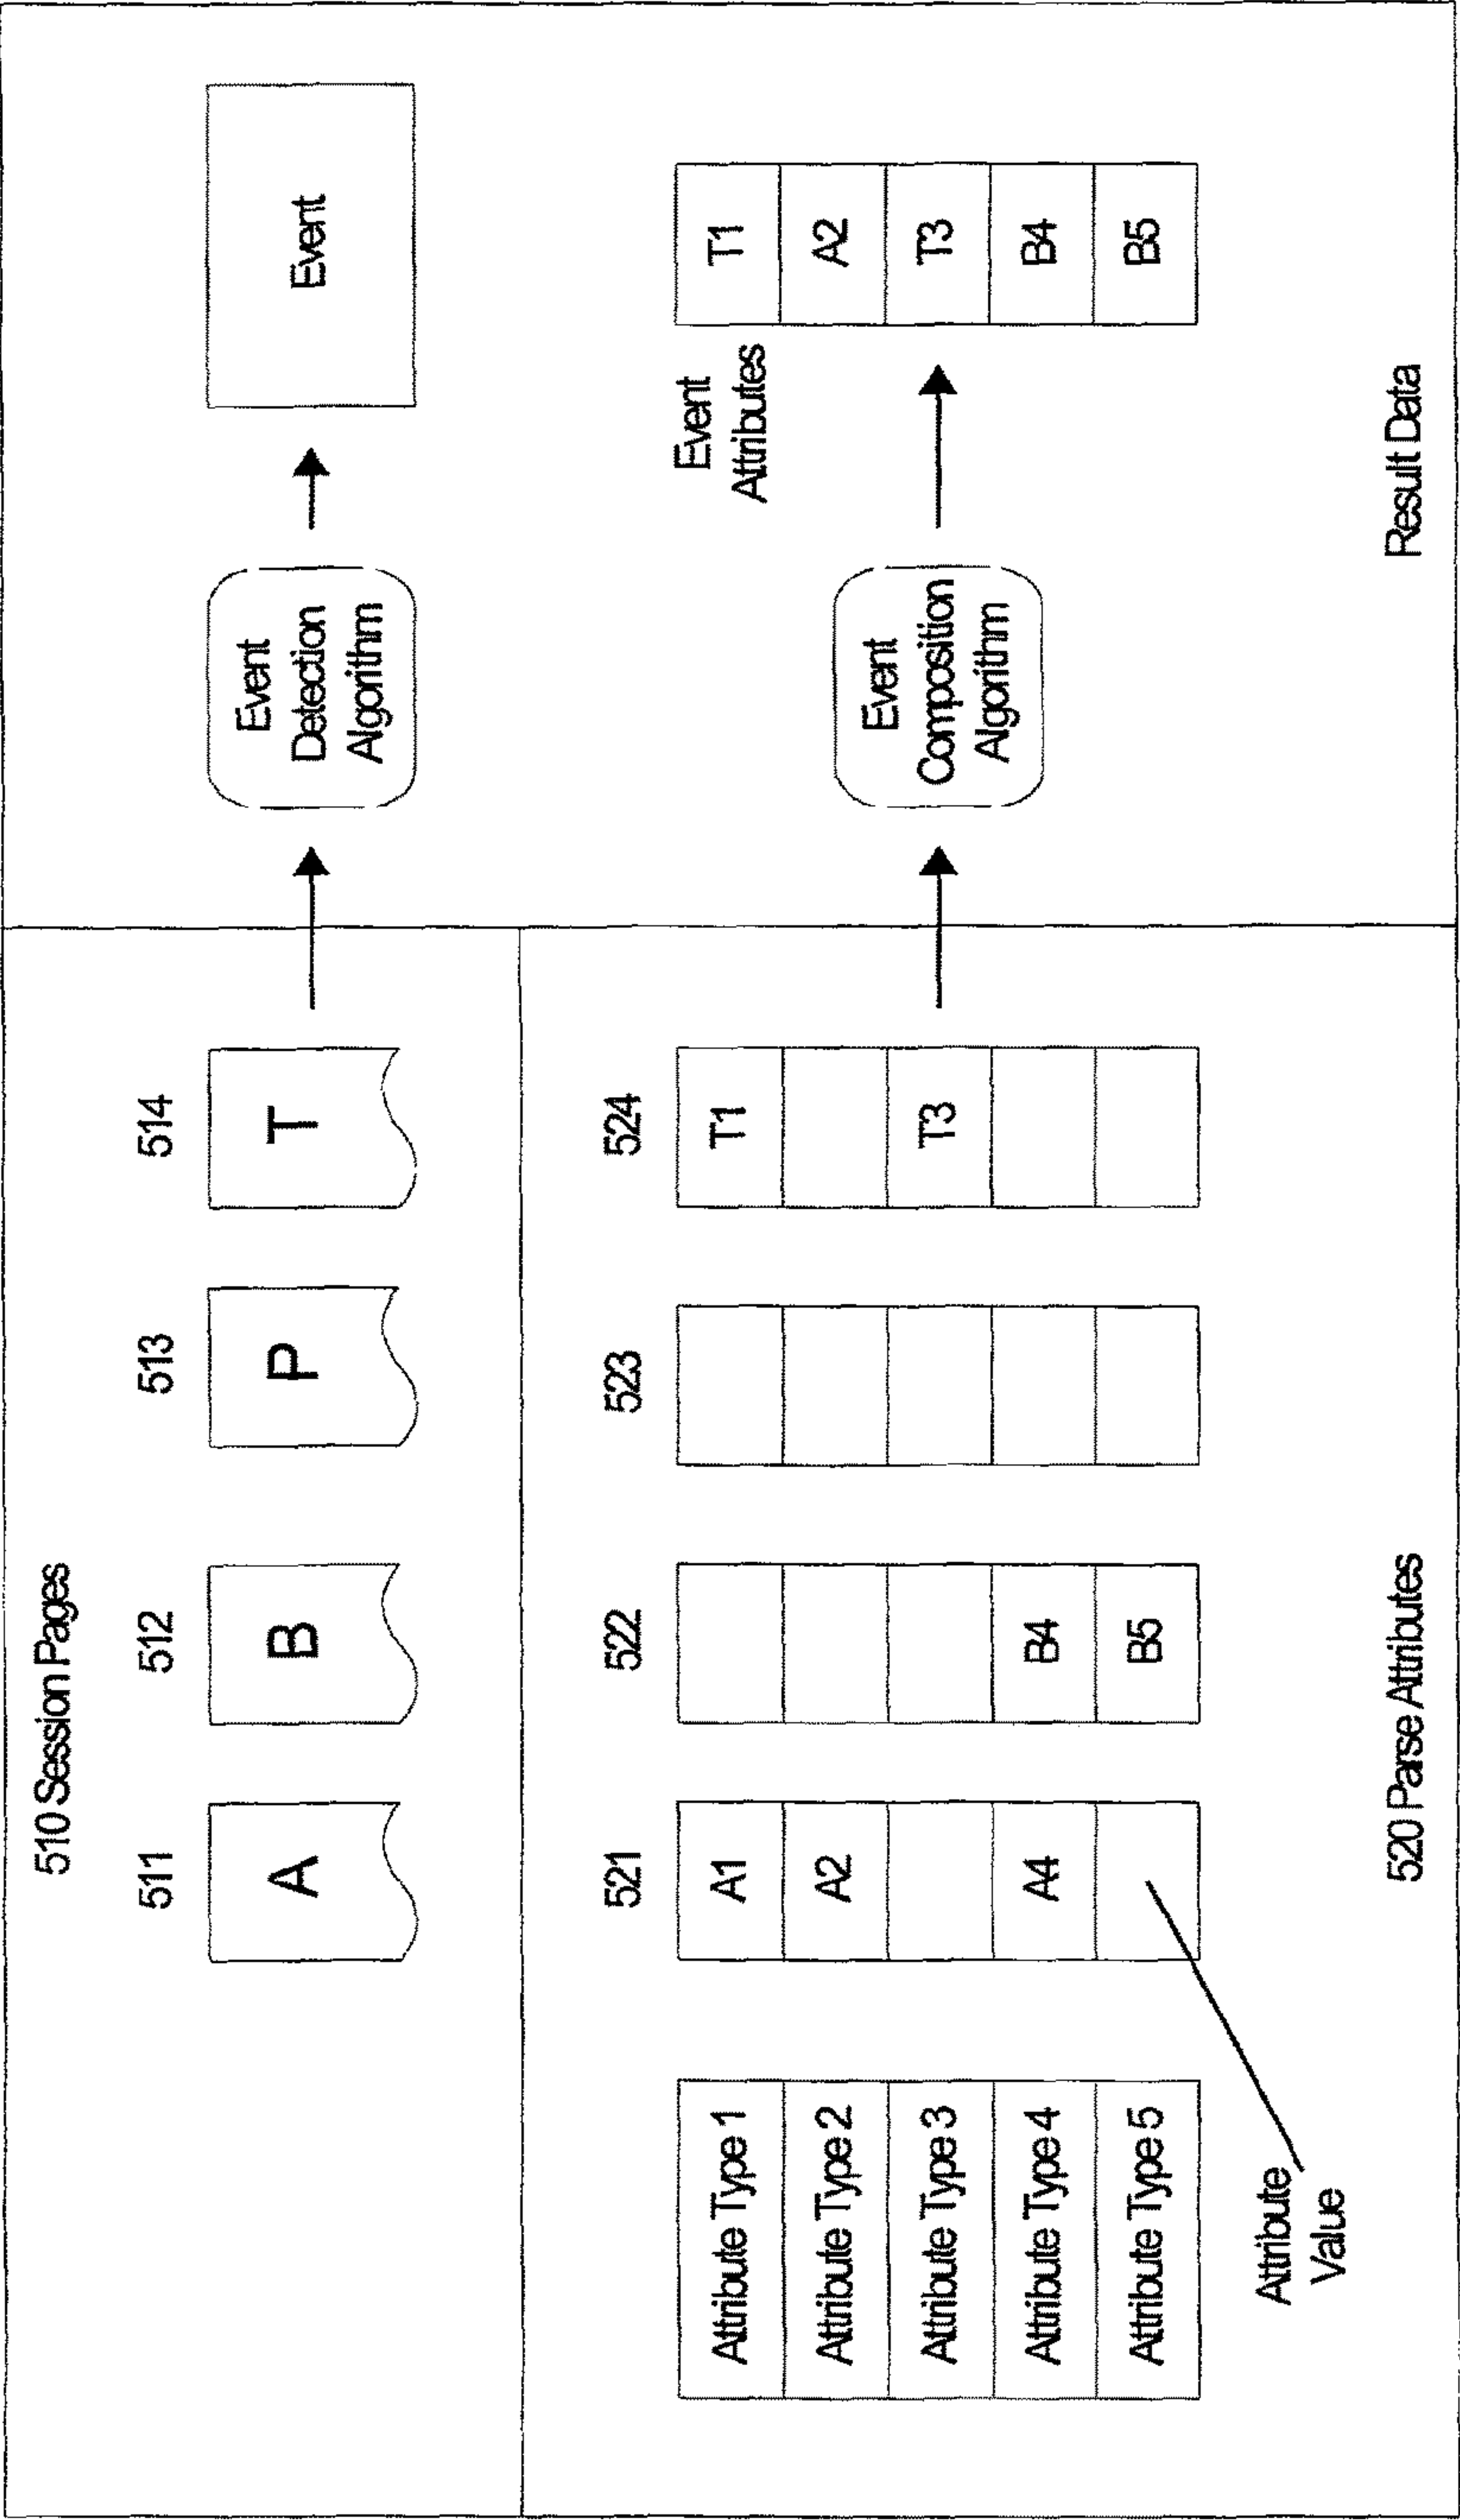 510 Session Pages
511
512
513
514
A
B
P
T
Event
Detection
Algorithm
Event
521
522
523
524
Attribute Type 1
Attribute Type 2
Attribute Type 3
Attribute Type 4
Attribute Type 5
A1
A2
A4
B4
B5
T1
T3
Attribute
Value
Event
Composition
Algorithm
Event
Attributes
T1
A2
T3
B4
B5
520 Parse Attributes
Result Data